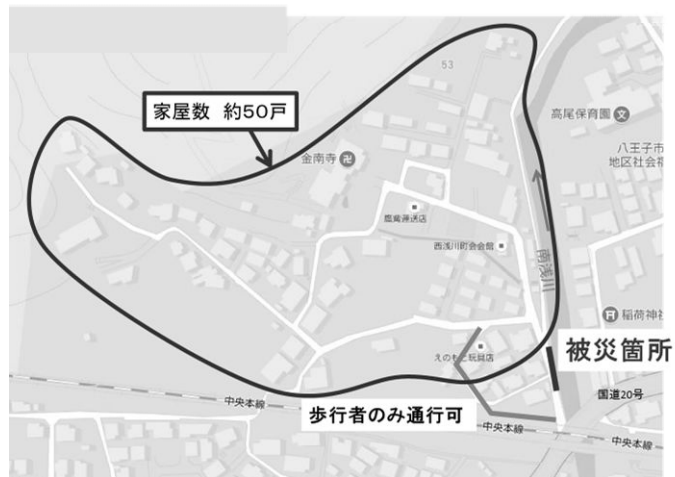 家屋数 約50戸
53
高尾保育園
文
八王子市
地区社会福
金南寺
卍
西浅川町会会館
南浅川
稲荷神社
被災箇所
えのもと玩具店
国道20号
中央本線
歩行者のみ通行可
中央本線
中央本線